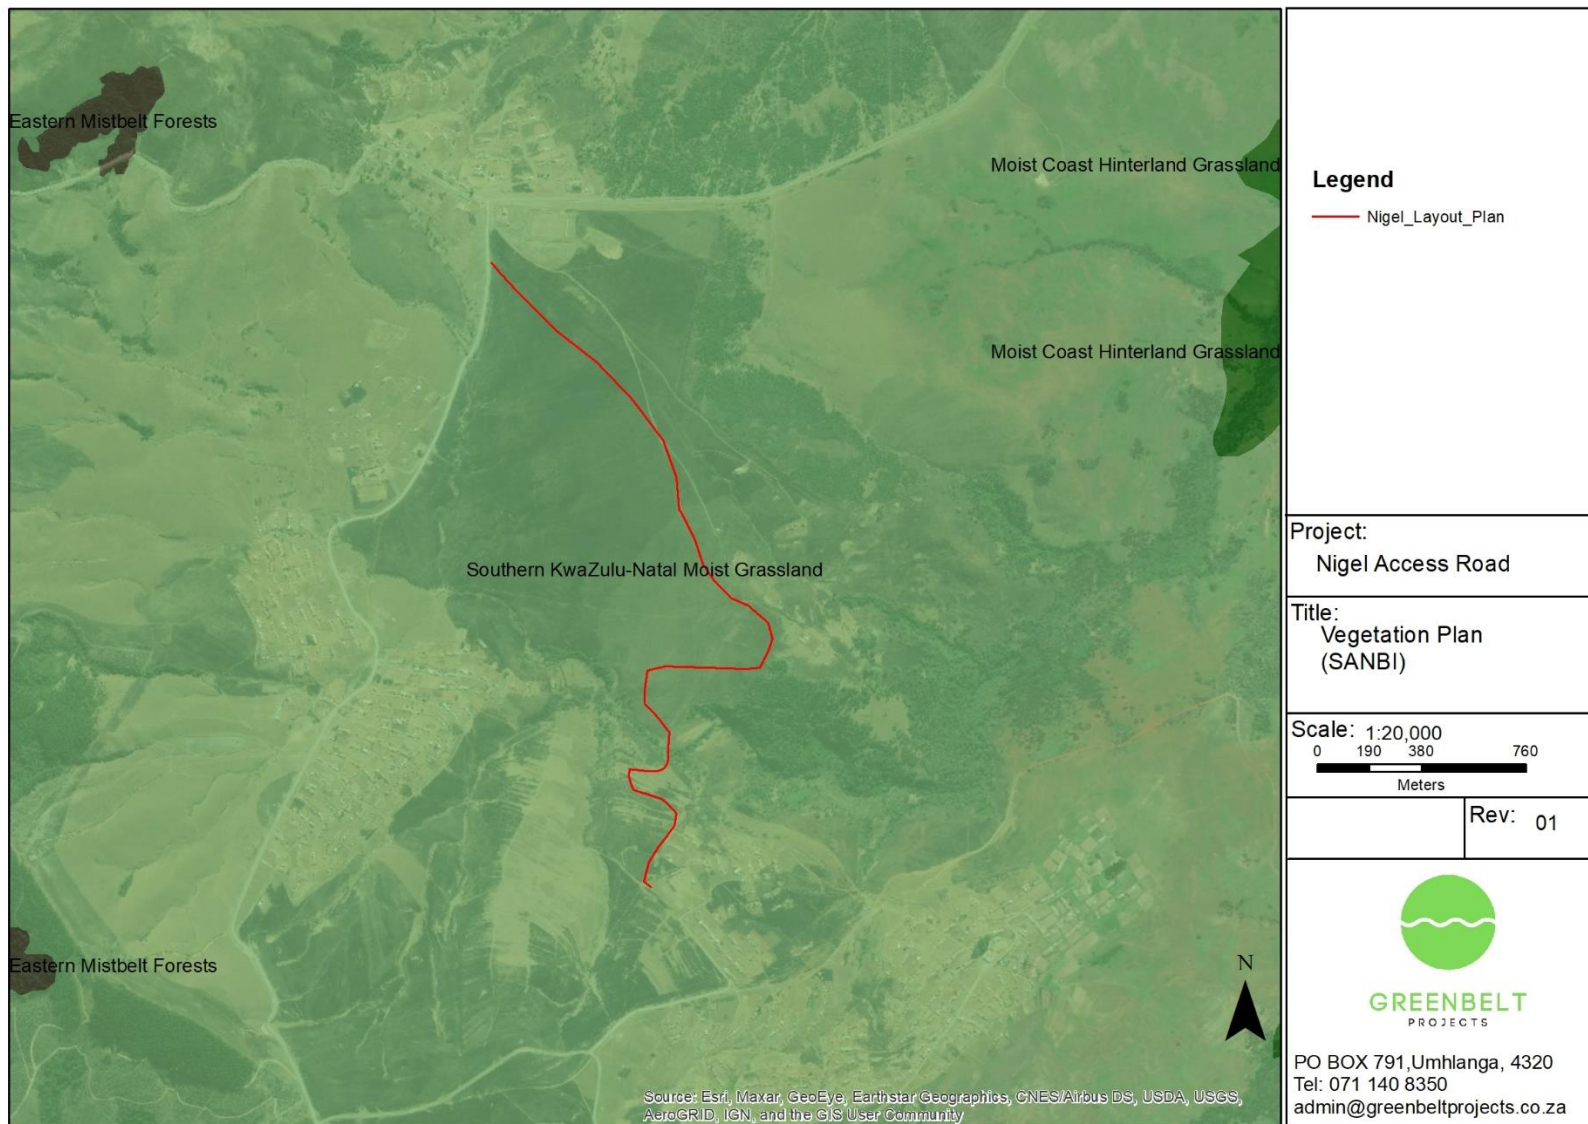 Eastern Mistbelt Forests
Moist Coast Hinterland Grassland
Moist Coast Hinterland Grassland
Southern KwaZulu-Natal Moist Grassland
Eastern Mistbelt Forests
N
Source: Esri, Maxar, GeoEye, Earthstar Geographics, CNES/Airbus DS, USDA, USGS,
AeroGRID, IGN, and the GIS User Community
Legend
Nigel_Layout_Plan
Project:
Nigel Access Road
Title:
Vegetation Plan
(SANBI)
Scale: 1:20,000
0 190 380 760
Meters
Rev: 01
GREENBELT
PROJECTS
PO BOX 791,Umhlanga, 4320
Tel: 071 140 8350
admin@greenbeltprojects.co.za